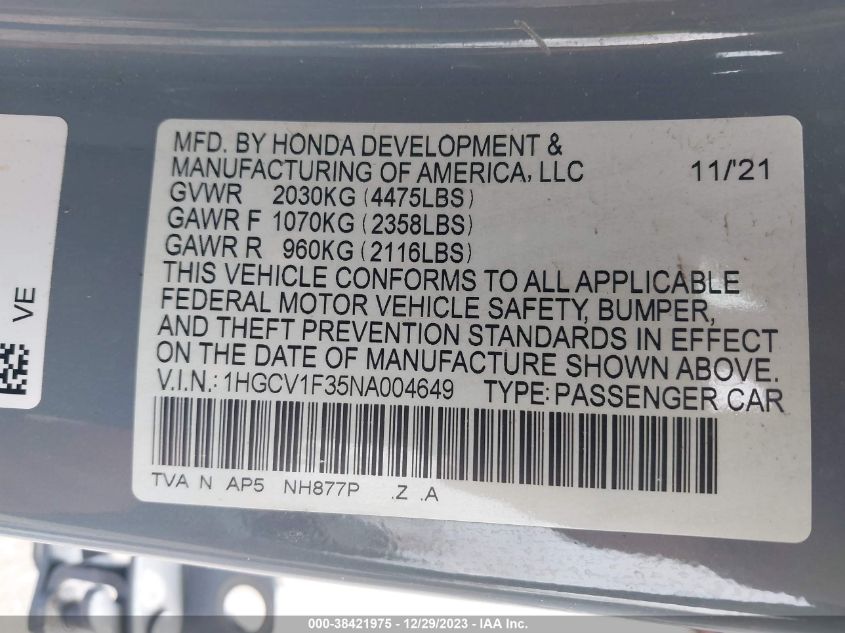 MFD. BY HONDA DEVELOPMENT &
MANUFACTURING OF AMERICA, LLC 11/'21
GVWR 2030KG (4475LBS)
GAWR F 1070KG (2358LBS)
GAWR R 960KG (2116LBS)
THIS VEHICLE CONFORMS TO ALL APPLICABLE
FEDERAL MOTOR VEHICLE SAFETY, BUMPER,
AND THEFT PREVENTION STANDARDS IN EFFECT
ON THE DATE OF MANUFACTURE SHOWN ABOVE.
V.I.N.: 1HGCV1F35NA004649 TYPE: PASSENGER CAR
TVA N AP5 NH877P .Z .A
VE
000-38421975 - 12/29/2023 - IAA Inc.